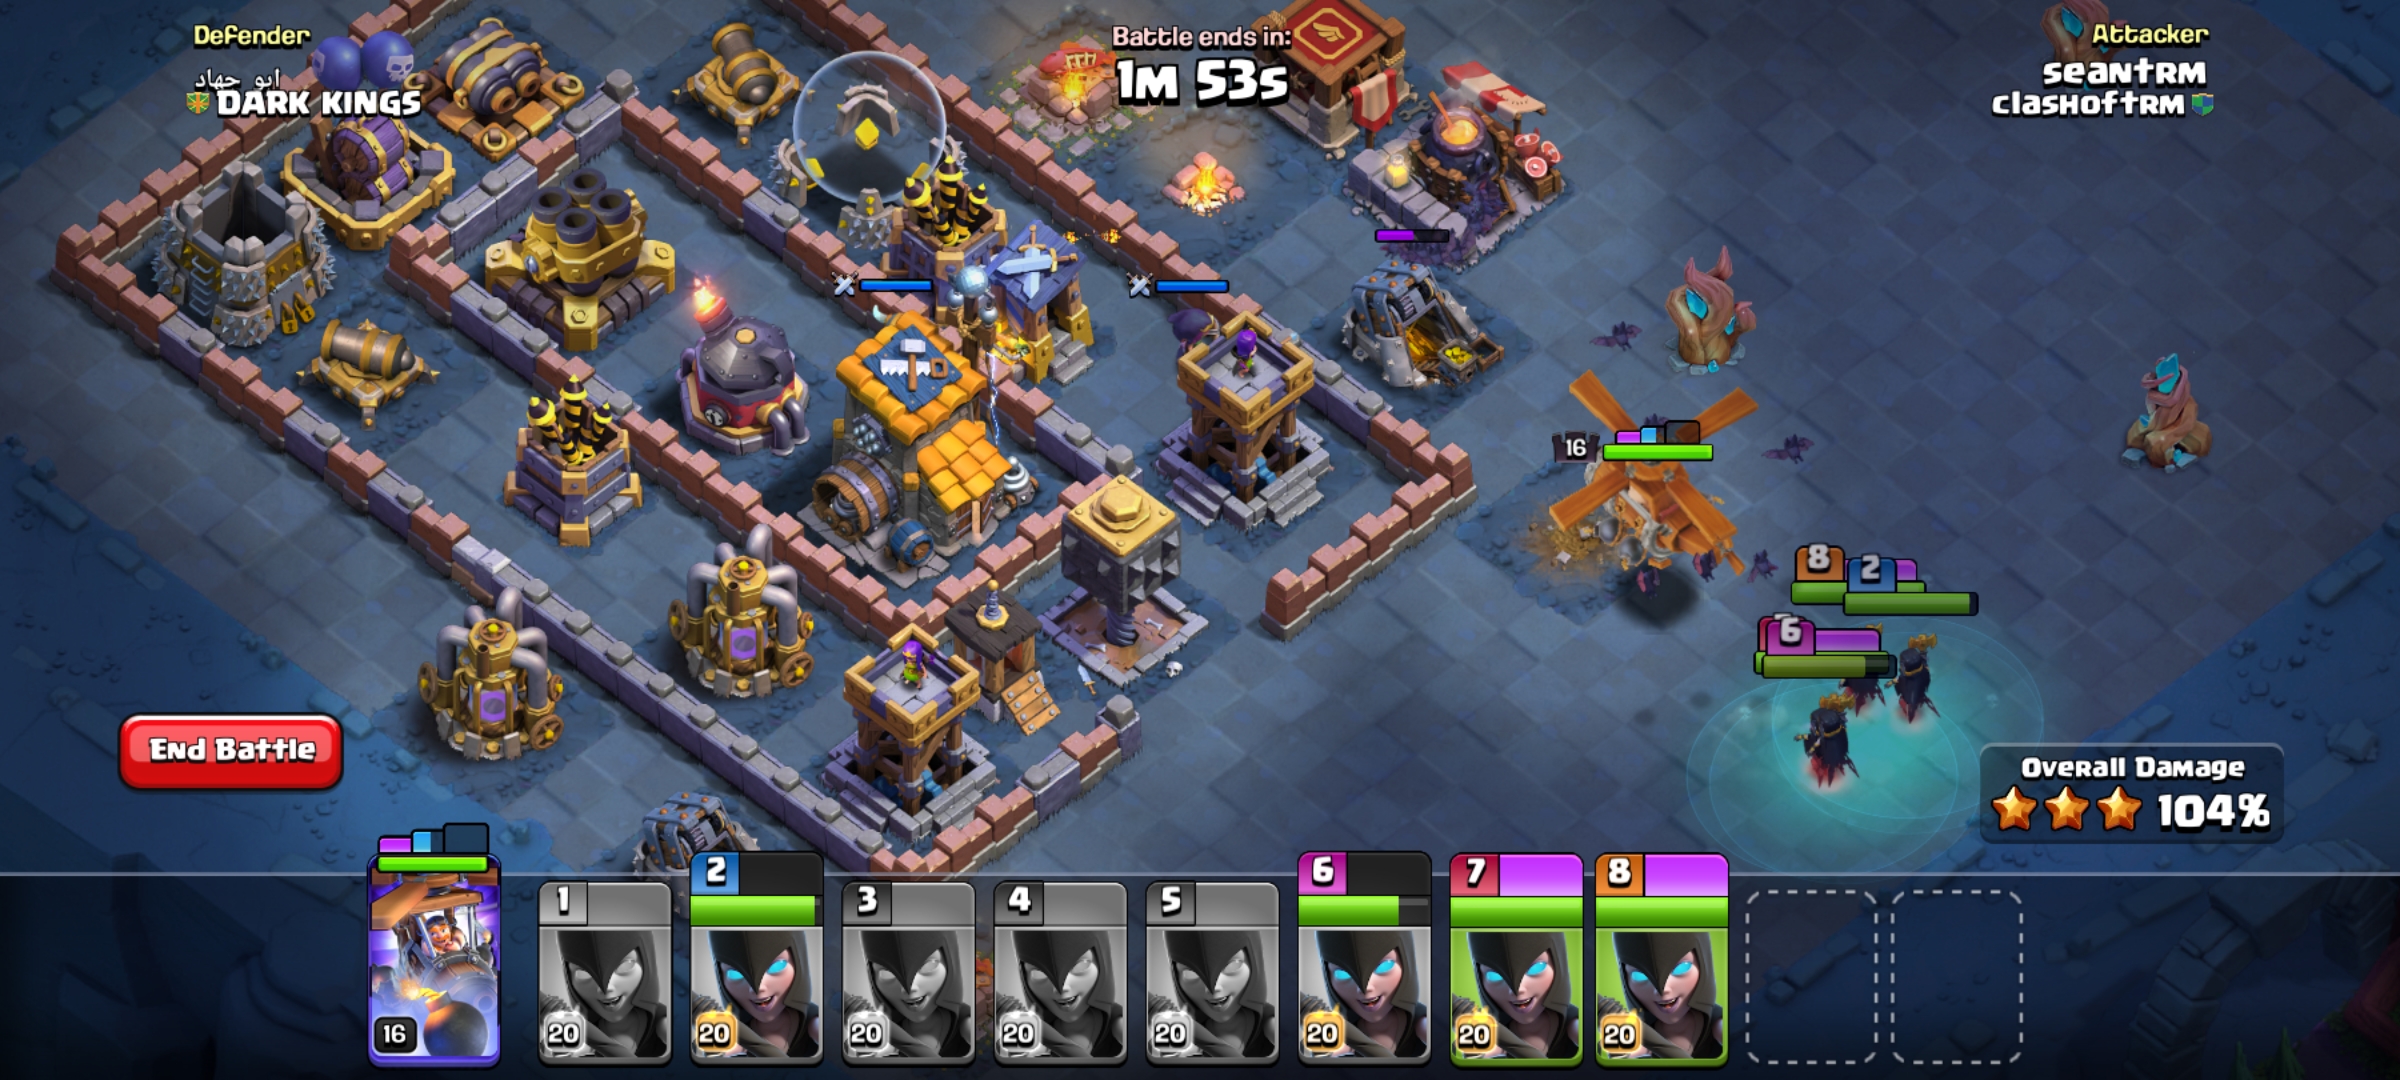 Defender
ابو جهاد
DARK KINGS
Battle ends in:
1M 53s
Attacker
seantRM
clashoftRM
16
8
2
6
End Battle
Overall Damage
104%
16
1
20
2
20
3
20
4
20
5
20
6
20
7
20
8
20